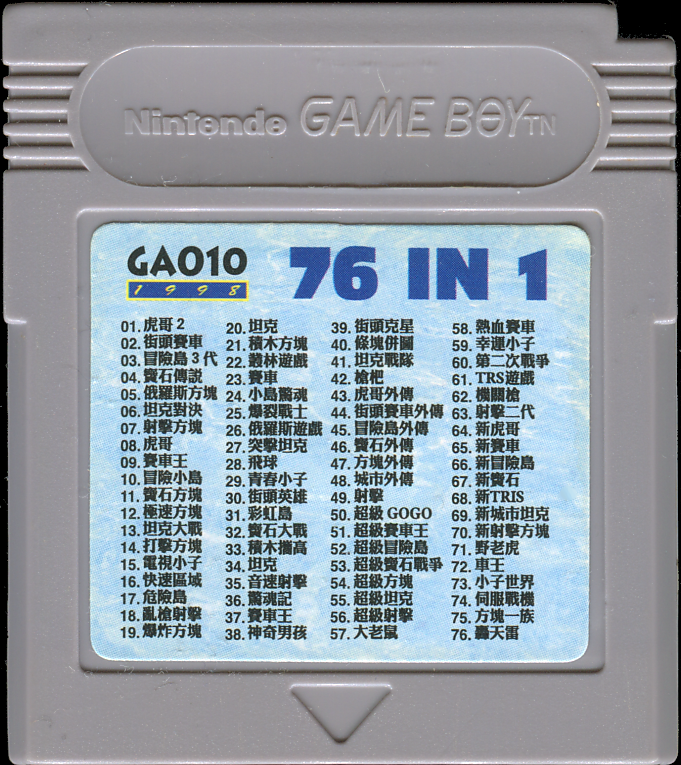 Nintendo GAME BOY TN
GA010
1998
76 IN 1
01.虎哥2
02.街頭賽車
03.冒險島3代
04.寶石傳説
05.俄羅斯方塊
06.坦克對決
07.射擊方塊
08.虎哥
09.賽車王
10.冒險小島
11.寶石方塊
12.極速方塊
13.坦克大戰
14.打擊方塊
15.電視小子
16.快速區域
17.危險島
18.亂槍射擊
19.爆炸方塊
20.坦克
21.積木方塊
22.叢林遊戲
23.賽車
24.小島驚魂
25.爆裂戰士
26.俄羅斯遊戲
27.突擊坦克
28.飛球
29.青春小子
30.街頭英雄
31.彩虹島
32.寶石大戰
33.積木攜高
34.坦克
35.音速射擊
36.驚魂記
37.賽車王
38.神奇男孩
39.街頭克星
40.條塊併圖
41.坦克戰隊
42.槍把
43.虎哥外傳
44.街頭賽車外傳
45.冒險島外傳
46.寶石外傳
47.方塊外傳
48.城市外傳
49.射擊
50.超級GOGO
51.超級賽車王
52.超級冒險島
53.超級寶石戰爭
54.超級方塊
55.超級坦克
56.超級射擊
57.大老鼠
58.熱血賽車
59.幸運小子
60.第二次戰爭
61.TRS遊戲
62.機關槍
63.射擊二代
64.新虎哥
65.新賽車
66.新冒險島
67.新寶石
68.新TRIS
69.新城市坦克
70.新射擊方塊
71.野老虎
72.車王
73.小子世界
74.伺服戰機
75.方塊一族
76.轟天雷